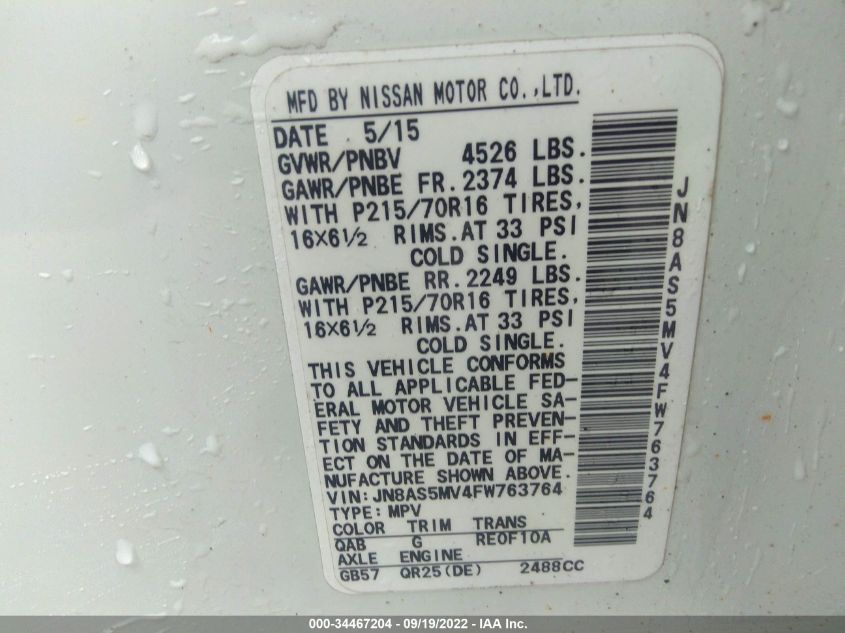 MFD BY NISSAN MOTOR CO.,LTD.
DATE 5/15
GVWR/PNBV 4526 LBS.
GAWR/PNBE FR. 2374 LBS.
WITH P215/70R16 TIRES,
16X6½ RIMS.AT 33 PSI
COLD SINGLE.
GAWR/PNBE RR. 2249 LBS.
WITH P215/70R16 TIRES,
16X6½ RIMS.AT 33 PSI
COLD SINGLE.
THIS VEHICLE CONFORMS
TO ALL APPLICABLE FED-
ERAL MOTOR VEHICLE SA-
FETY AND THEFT PREVEN-
TION STANDARDS IN EFF-
ECT ON THE DATE OF MA-
NUFACTURE SHOWN ABOVE.
VIN:JN8AS5MV4FW763764
TYPE:MPV
COLOR TRIM TRANS
QAB G RE0F10A
AXLE ENGINE
GB57 QR25(DE) 2488CC
JN8AS5MV4FW763764
000-34467204 - 09/19/2022 - IAA Inc.